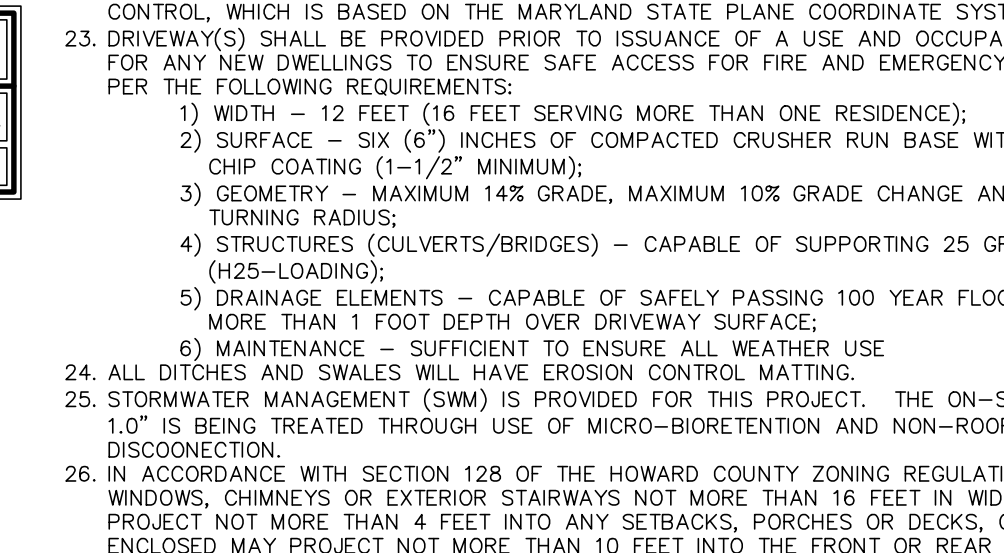 CONTROL, WHICH IS BASED ON THE MARYLAND STATE PLANE COORDINATE SYST
23. DRIVEWAY(S) SHALL BE PROVIDED PRIOR TO ISSUANCE OF A USE AND OCCUPA
FOR ANY NEW DWELLINGS TO ENSURE SAFE ACCESS FOR FIRE AND EMERGENCY
PER THE FOLLOWING REQUIREMENTS:
1) WIDTH – 12 FEET (16 FEET SERVING MORE THAN ONE RESIDENCE);
2) SURFACE – SIX (6”) INCHES OF COMPACTED CRUSHER RUN BASE WIT
CHIP COATING (1–1/2” MINIMUM);
3) GEOMETRY – MAXIMUM 14% GRADE, MAXIMUM 10% GRADE CHANGE AN
TURNING RADIUS;
4) STRUCTURES (CULVERTS/BRIDGES) – CAPABLE OF SUPPORTING 25 GR
(H25–LOADING);
5) DRAINAGE ELEMENTS – CAPABLE OF SAFELY PASSING 100 YEAR FLOO
MORE THAN 1 FOOT DEPTH OVER DRIVEWAY SURFACE;
6) MAINTENANCE – SUFFICIENT TO ENSURE ALL WEATHER USE
24. ALL DITCHES AND SWALES WILL HAVE EROSION CONTROL MATTING.
25. STORMWATER MANAGEMENT (SWM) IS PROVIDED FOR THIS PROJECT. THE ON–S
1.0” IS BEING TREATED THROUGH USE OF MICRO–BIORETENTION AND NON–ROOF
DISCOONECTION.
26. IN ACCORDANCE WITH SECTION 128 OF THE HOWARD COUNTY ZONING REGULATI
WINDOWS, CHIMNEYS OR EXTERIOR STAIRWAYS NOT MORE THAN 16 FEET IN WID
PROJECT NOT MORE THAN 4 FEET INTO ANY SETBACKS, PORCHES OR DECKS, O
ENCLOSED MAY PROJECT NOT MORE THAN 10 FEET INTO THE FRONT OR REAR